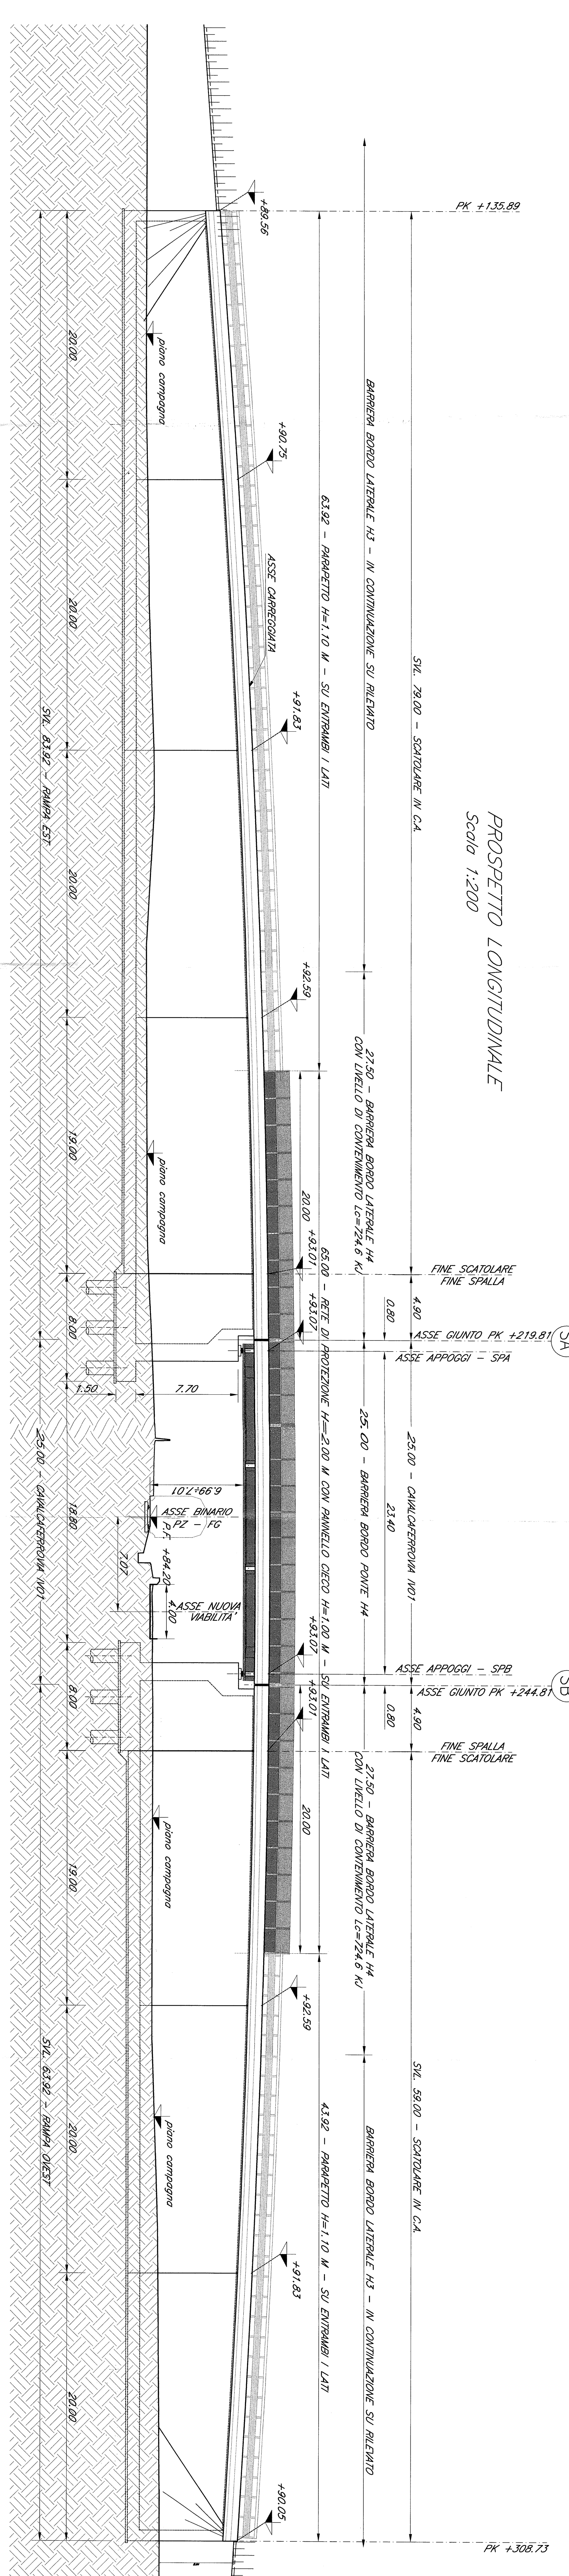 PROSPETTO LONGITUDINALE
Scala 1:200
PK +135.89
SVL. 79.00 - SCATOLARE IN C.A.
FINE SCATOLARE
FINE SPALLA
4.90
SPA
ASSE GIUNTO PK +219.81
ASSE APPOGGI - SPA
25.00 - CAVALCAFERROVIA IV01
ASSE APPOGGI - SPB
SPB
ASSE GIUNTO PK +244.81
4.90
FINE SPALLA
FINE SCATOLARE
SVL. 59.00 - SCATOLARE IN C.A.
PK +308.73
0.80
23.40
0.80
BARRIERA BORDO LATERALE H3 - IN CONTINUAZIONE SU RILEVATO
27.50 - BARRIERA BORDO LATERALE H4
CON LIVELLO DI CONTENIMENTO Lc=724.6 KJ
25.00 - BARRIERA BORDO PONTE H4
27.50 - BARRIERA BORDO LATERALE H4
CON LIVELLO DI CONTENIMENTO Lc=724.6 KJ
BARRIERA BORDO LATERALE H3 - IN CONTINUAZIONE SU RILEVATO
63.92 - PARAPETTO H=1.10 M - SU ENTRAMBI I LATI
65.00 - RETE DI PROTEZIONE H=2.00 M CON PANNELLO CIECO H=1.00 M - SU ENTRAMBI I LATI
43.92 - PARAPETTO H=1.10 M - SU ENTRAMBI I LATI
20.00
20.00
+89.56
+90.75
ASSE CARREGGIATA
+91.83
+92.59
+93.01
+93.07
+93.07
+93.01
+92.59
+91.83
+90.05
piano campagna
piano campagna
piano campagna
piano campagna
1.50
7.70
6.99÷7.01
ASSE BINARIO
PZ - FG
P.F. +84.20
7.07
4.00
ASSE NUOVA
VIABILITA'
20.00
20.00
20.00
19.00
8.00
18.80
8.00
19.00
20.00
20.00
SVL. 83.92 - RAMPA EST
25.00 - CAVALCAFERROVIA IV01
SVL. 63.92 - RAMPA OVEST